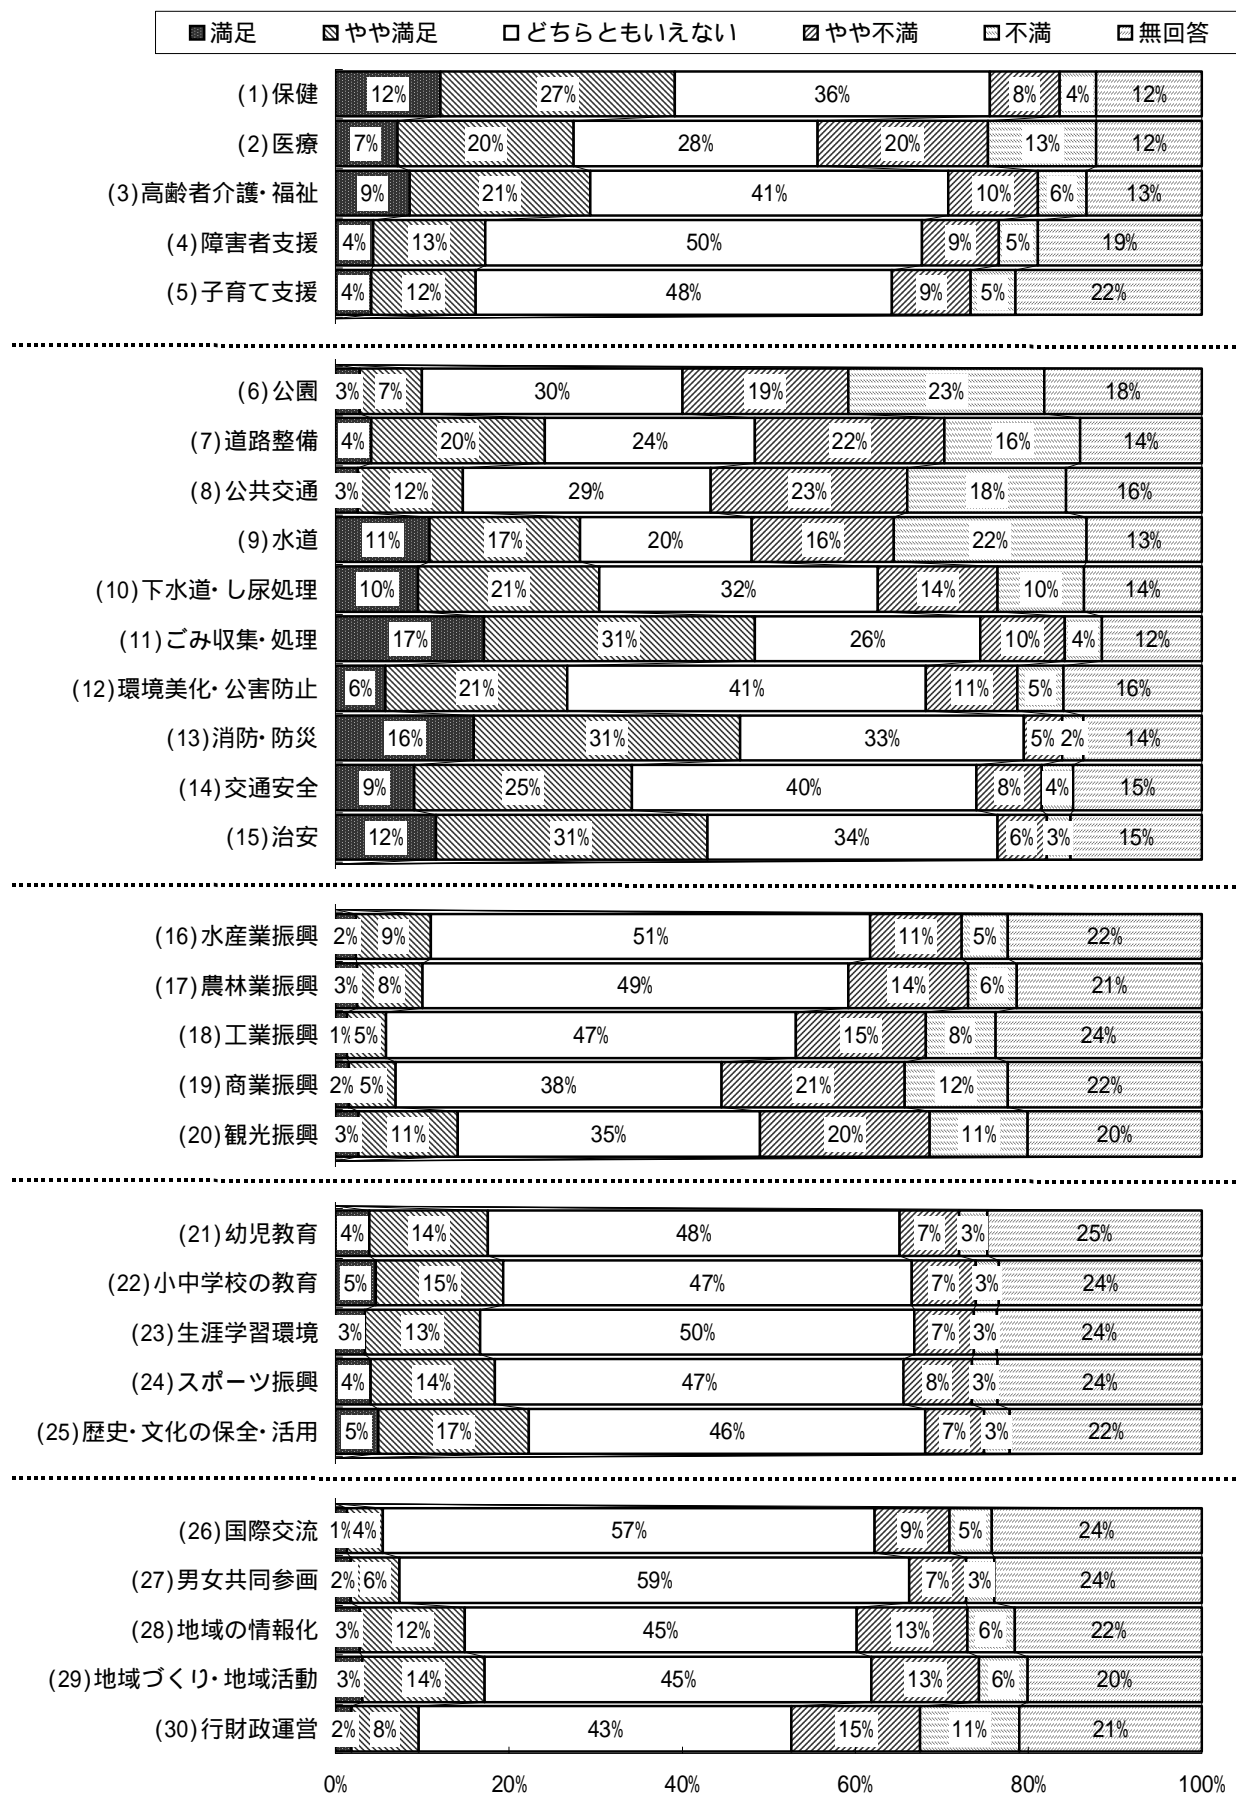 満足 やや満足 どちらともいえない やや不満 不満 無回答
(1)保健 12% 27% 36% 8% 4% 12%
(2)医療 7% 20% 28% 20% 13% 12%
(3)高齢者介護・福祉 9% 21% 41% 10% 6% 13%
(4)障害者支援 4% 13% 50% 9% 5% 19%
(5)子育て支援 4% 12% 48% 9% 5% 22%
(6)公園 3% 7% 30% 19% 23% 18%
(7)道路整備 4% 20% 24% 22% 16% 14%
(8)公共交通 3% 12% 29% 23% 18% 16%
(9)水道 11% 17% 20% 16% 22% 13%
(10)下水道・し尿処理 10% 21% 32% 14% 10% 14%
(11)ごみ収集・処理 17% 31% 26% 10% 4% 12%
(12)環境美化・公害防止 6% 21% 41% 11% 5% 16%
(13)消防・防災 16% 31% 33% 5% 2% 14%
(14)交通安全 9% 25% 40% 8% 4% 15%
(15)治安 12% 31% 34% 6% 3% 15%
(16)水産業振興 2% 9% 51% 11% 5% 22%
(17)農林業振興 3% 8% 49% 14% 6% 21%
(18)工業振興 1% 5% 47% 15% 8% 24%
(19)商業振興 2% 5% 38% 21% 12% 22%
(20)観光振興 3% 11% 35% 20% 11% 20%
(21)幼児教育 4% 14% 48% 7% 3% 25%
(22)小中学校の教育 5% 15% 47% 7% 3% 24%
(23)生涯学習環境 3% 13% 50% 7% 3% 24%
(24)スポーツ振興 4% 14% 47% 8% 3% 24%
(25)歴史・文化の保全・活用 5% 17% 46% 7% 3% 22%
(26)国際交流 1% 4% 57% 9% 5% 24%
(27)男女共同参画 2% 6% 59% 7% 3% 24%
(28)地域の情報化 3% 12% 45% 13% 6% 22%
(29)地域づくり・地域活動 3% 14% 45% 13% 6% 20%
(30)行財政運営 2% 8% 43% 15% 11% 21%
0% 20% 40% 60% 80% 100%